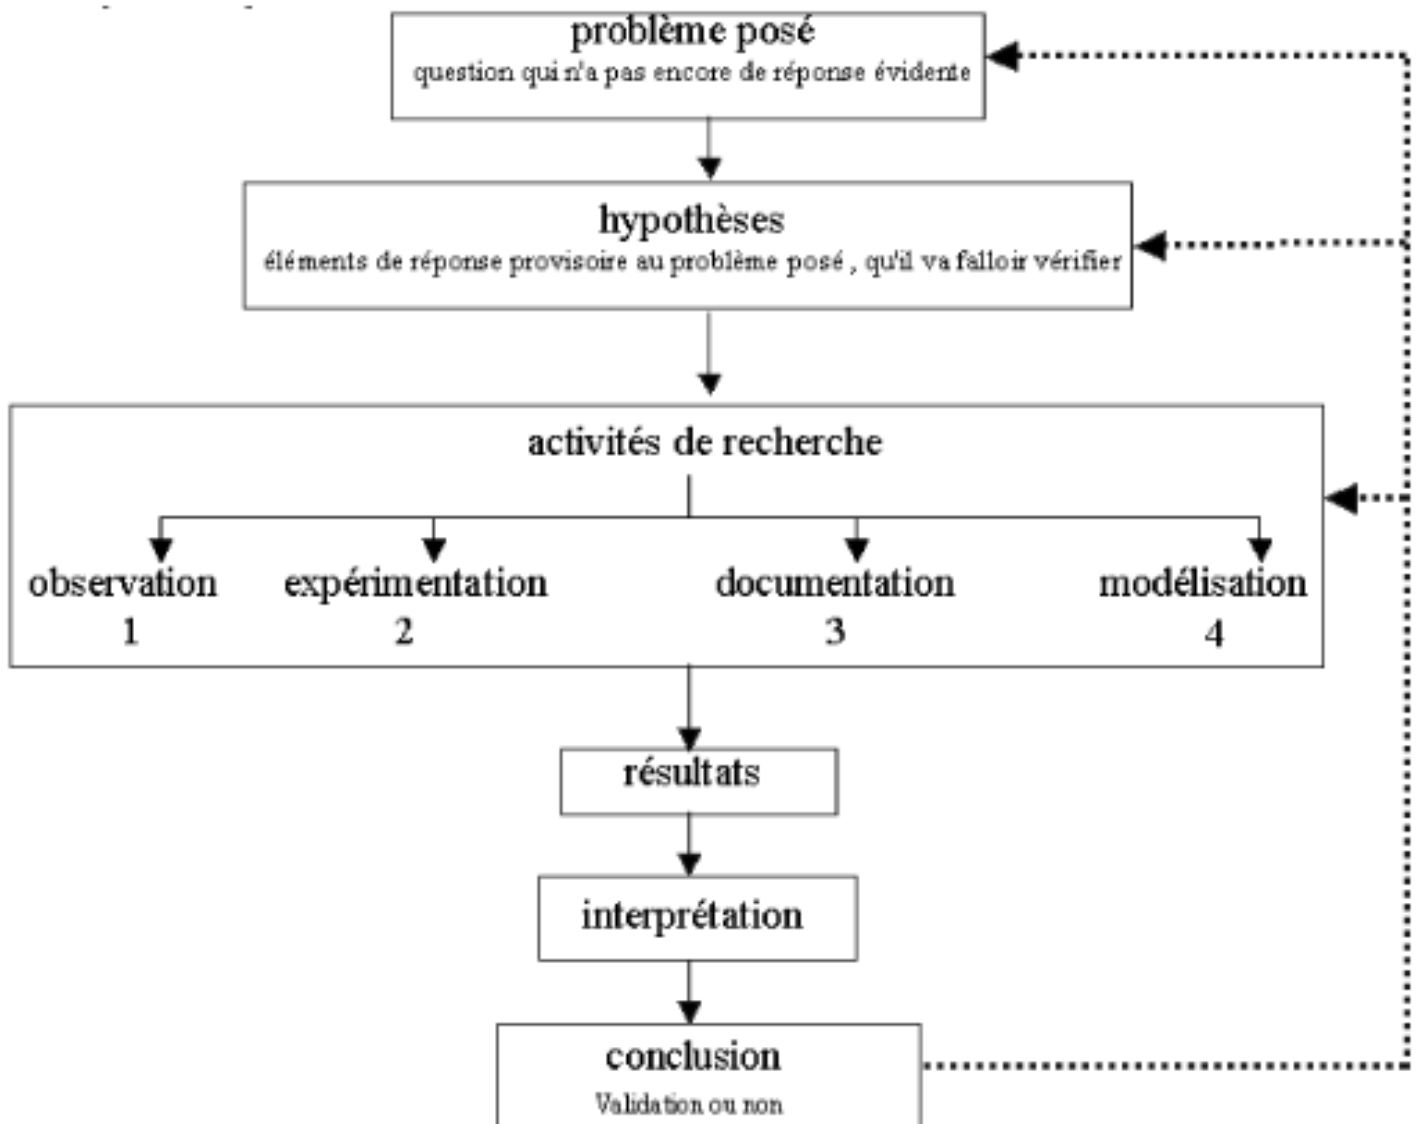 problème posé
question qui n'a pas encore de réponse évidente
hypothèses
éléments de réponse provisoire au problème posé , qu'il va falloir vérifier
activités de recherche
observation expérimentation documentation modélisation
1 2 3 4
résultats
interprétation
conclusion
Validation ou non